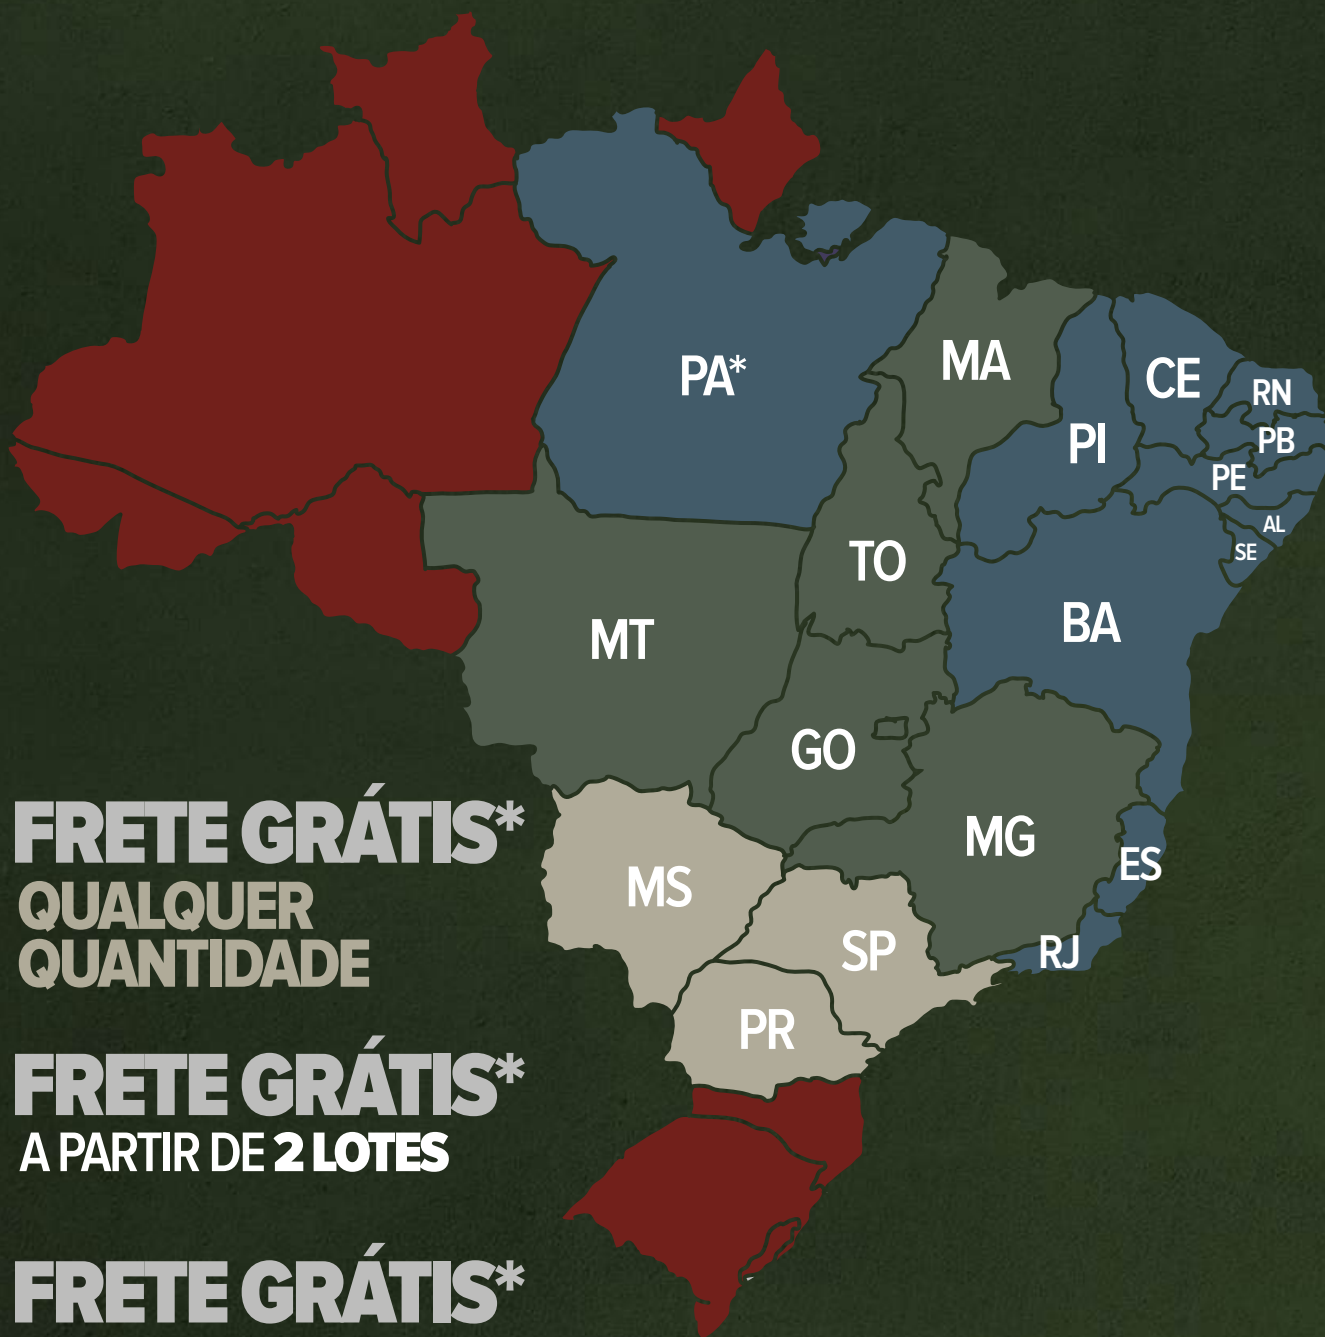 PA*
MA
CE
RN
PI
PB
PE
AL
SE
TO
BA
MT
GO
MG
ES
MS
SP
RJ
PR
FRETE GRÁTIS*
QUALQUER
QUANTIDADE
FRETE GRÁTIS*
A PARTIR DE 2 LOTES
FRETE GRÁTIS*